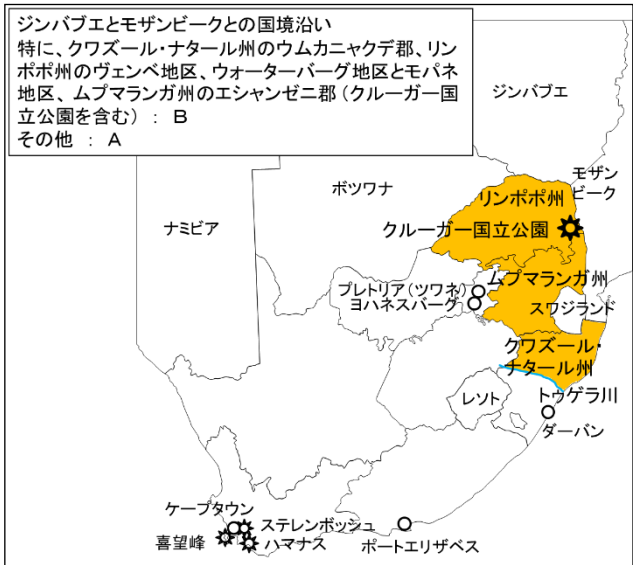 ジンバブエとモザンビークとの国境沿い
特に、クワズール・ナタール州のウムカニャクデ郡、リン
ポポ州のヴェンベ地区、ウォーターバーグ地区とモパネ
地区、ムプマランガ州のエシャンゼニ郡（クルーガー国
立公園を含む） ： B
その他 ： A
ジンバブエ
モザン
ビーク
ボツワナ
リンポポ州
ナミビア
クルーガー国立公園
ムプマランガ州
プレトリア（ツワネ）
ヨハネスバーグ
スワジランド
クワズール・
ナタール州
レソト
トゥゲラ川
ダーバン
ケープタウン
ステレンボッシュ
喜望峰
ハマナス
ポートエリザベス